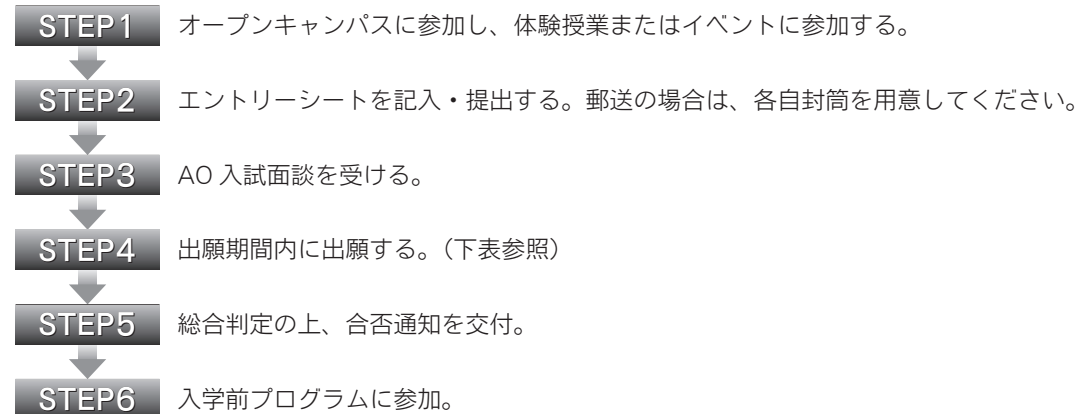 STEP1 オープンキャンパスに参加し、体験授業またはイベントに参加する。
STEP2 エントリーシートを記入・提出する。郵送の場合は、各自封筒を用意してください。
STEP3 AO 入試面談を受ける。
STEP4 出願期間内に出願する。（下表参照）
STEP5 総合判定の上、合否通知を交付。
STEP6 入学前プログラムに参加。